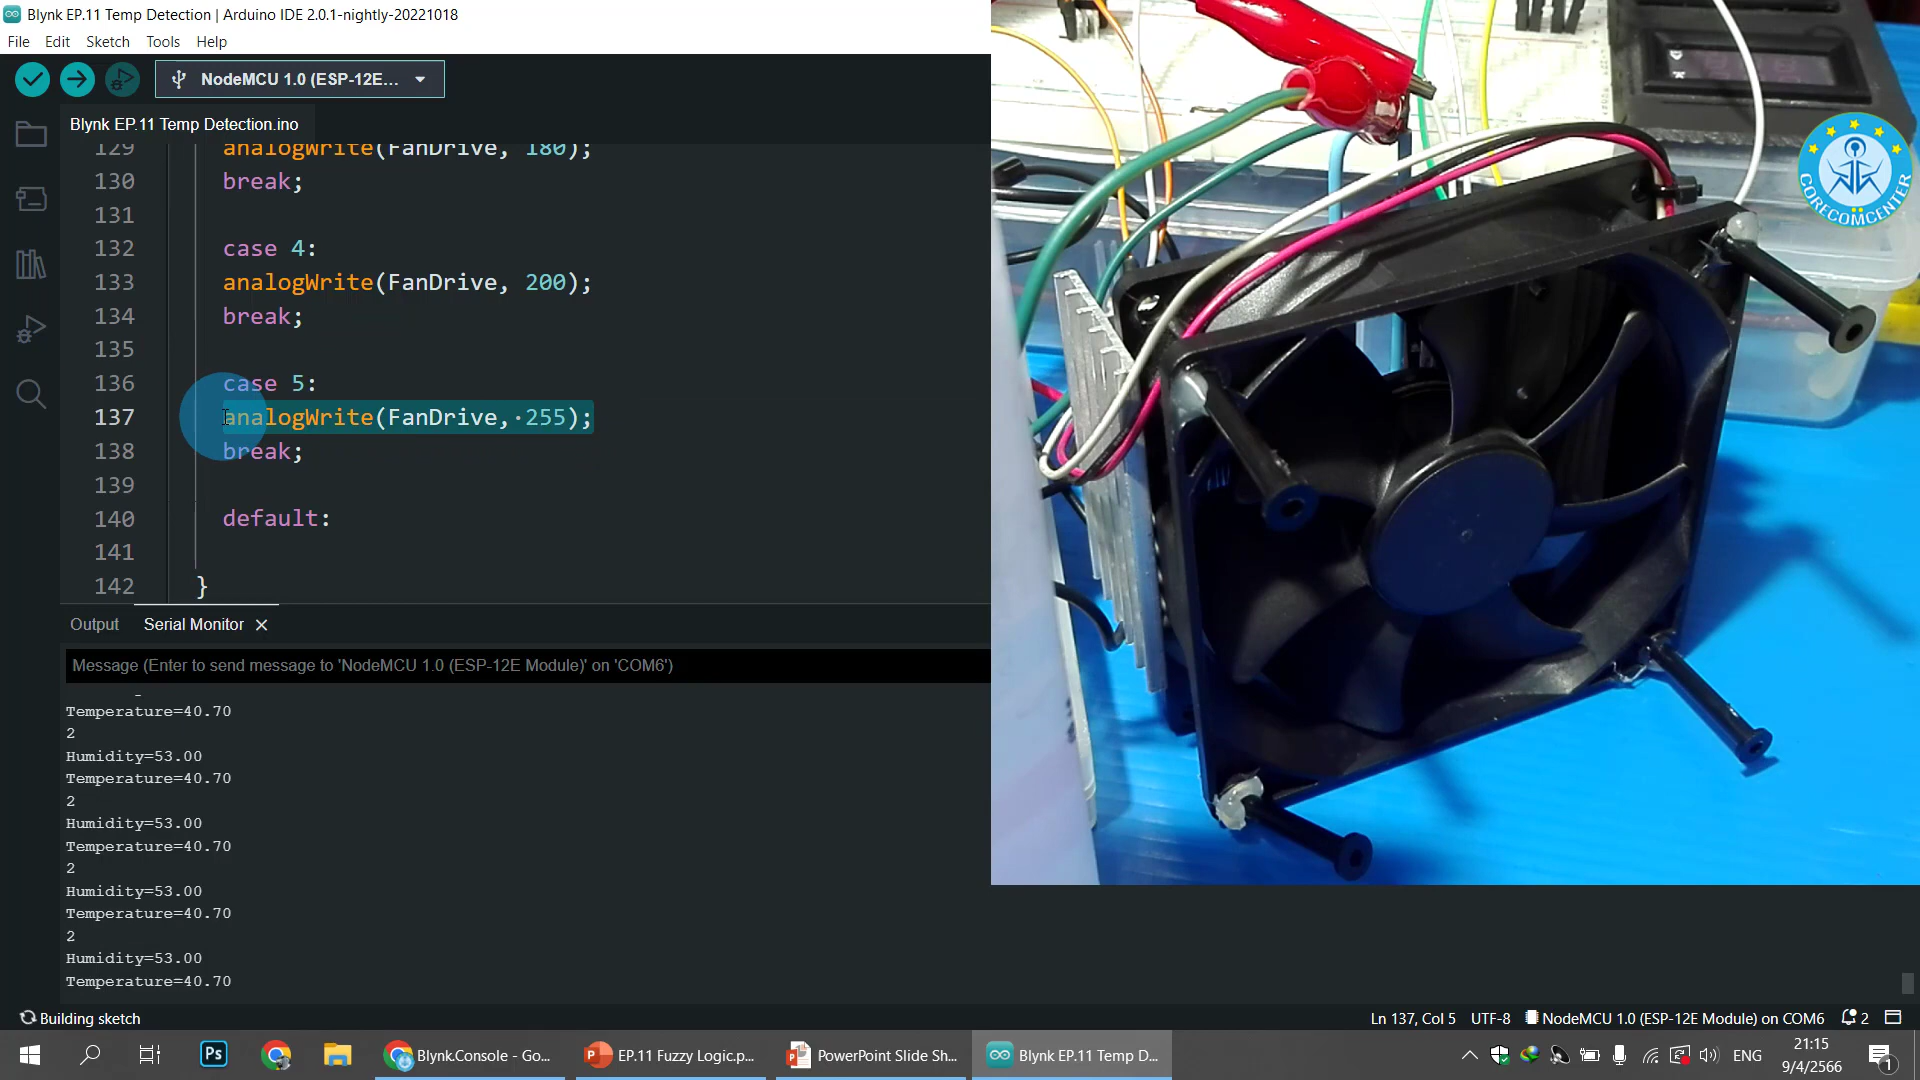 Blynk EP.11 Temp Detection | Arduino IDE 2.0.1-nightly-20221018
File Edit Sketch Tools Help
NodeMCU 1.0 (ESP-12E...
Blynk EP.11 Temp Detection.ino
129 analogWrite(FanDrive, 180);
130 break;
131
132 case 4:
133 analogWrite(FanDrive, 200);
134 break;
135
136 case 5:
137 analogWrite(FanDrive,·255);
138 break;
139
140 default:
141
142 }
Output Serial Monitor
Message (Enter to send message to 'NodeMCU 1.0 (ESP-12E Module)' on 'COM6')
Temperature=40.70
2
Humidity=53.00
Temperature=40.70
2
Humidity=53.00
Temperature=40.70
2
Humidity=53.00
Temperature=40.70
2
Humidity=53.00
Temperature=40.70
Building sketch
Ln 137, Col 5 UTF-8 NodeMCU 1.0 (ESP-12E Module) on COM6 2
Ps
Blynk.Console - Go...
EP.11 Fuzzy Logic.p...
PowerPoint Slide Sh...
Blynk EP.11 Temp D...
ENG
21:15
9/4/2566
1
CORECOMCENTER